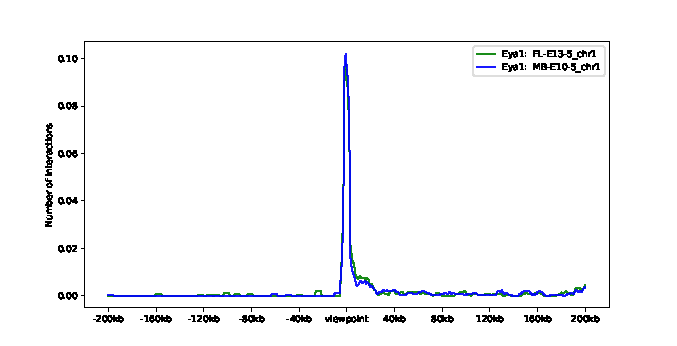 Eya1: FL-E13-5_chr1
Eya1: MB-E10-5_chr1
Number of interactions
0.10
0.08
0.06
0.04
0.02
0.00
-200kb -160kb -120kb -80kb -40kb viewpoint 40kb 80kb 120kb 160kb 200kb